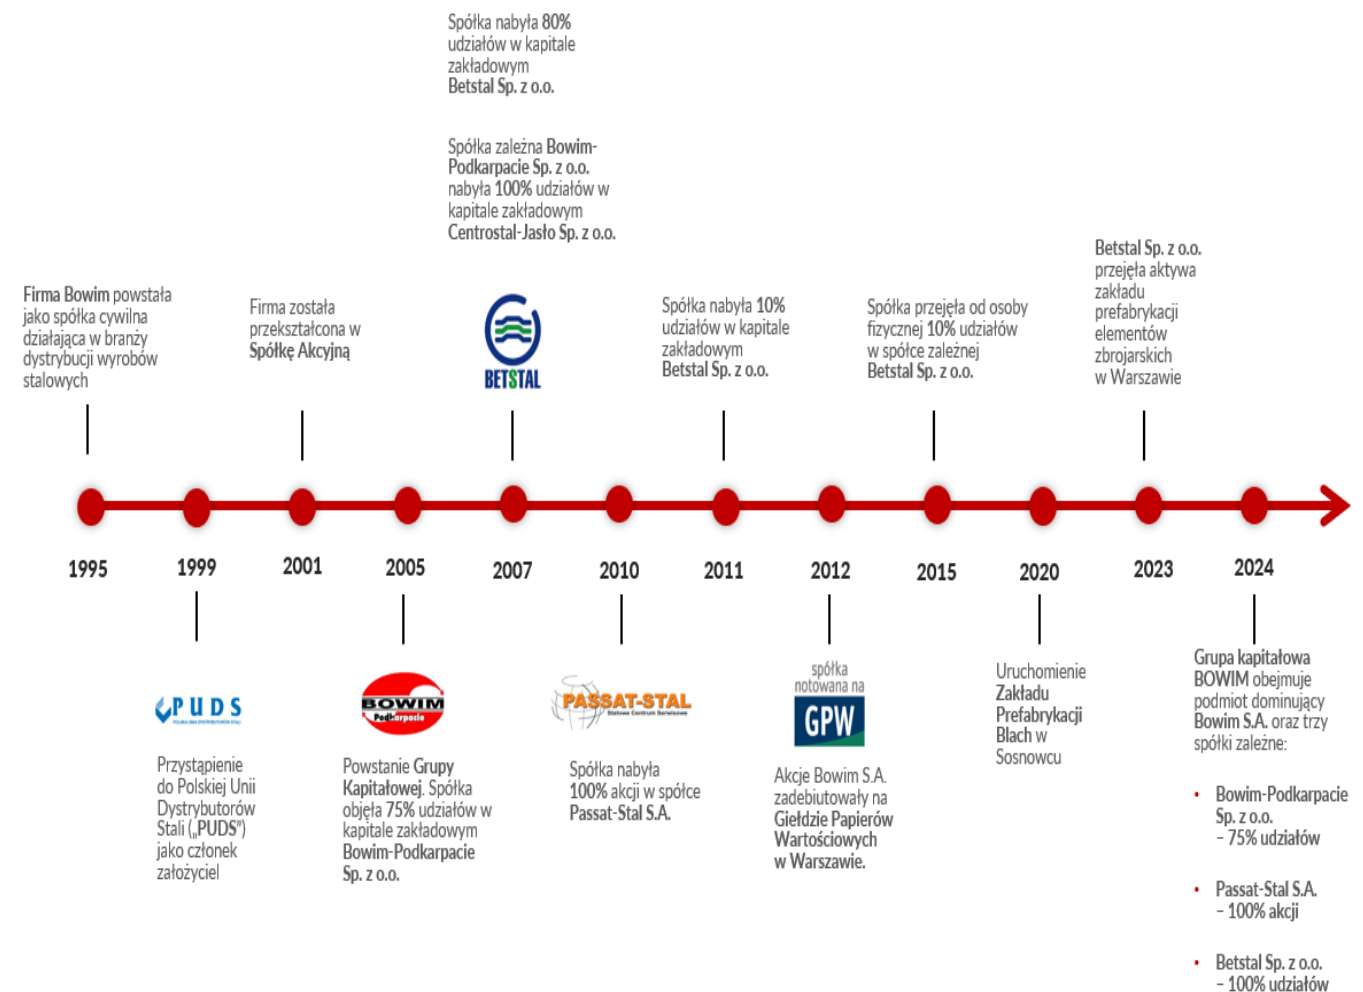 Spółka nabyła 80%
udziałów w kapitale
zakładowym
Betstal Sp. z o.o.
Spółka zależna Bowim-
Podkarpacie Sp. z o.o.
nabyła 100% udziałów w
kapitale zakładowym
Centrostal-Jasło Sp. z o.o.
Firma Bowim powstała
jako spółka cywilna
działająca w branży
dystrybucji wyrobów
stalowych
Firma została
przekształcona w
Spółkę Akcyjną
BETSTAL
Spółka nabyła 10%
udziałów w kapitale
zakładowym
Betstal Sp. z o.o.
Spółka przejęła od osoby
fizycznej 10% udziałów
w spółce zależnej
Betstal Sp. z o.o.
Betstal Sp. z o.o.
przejęła aktywa
zakładu
prefabrykacji
elementów
zbrojarskich
w Warszawie
1995
1999
2001
2005
2007
2010
2011
2012
2015
2020
2023
2024
PUDS
POLSKA UNIA DYSTRYBUTORÓW STALI
Przystąpienie
do Polskiej Unii
Dystrybutorów
Stali („PUDS")
jako członek
założyciel
BOWIM
Podkarpacie
Powstanie Grupy
Kapitałowej. Spółka
objęła 75% udziałów w
kapitale zakładowym
Bowim-Podkarpacie
Sp. z o.o.
PASSAT-STAL
Stalowe Centrum Serwisowe
Spółka nabyła
100% akcji w spółce
Passat-Stal S.A.
spółka
notowana na
GPW
Akcje Bowim S.A.
zadebiutowały na
Giełdzie Papierów
Wartościowych
w Warszawie.
Uruchomienie
Zakładu
Prefabrykacji
Blach w
Sosnowcu
Grupa kapitałowa
BOWIM obejmuje
podmiot dominujący
Bowim S.A. oraz trzy
spółki zależne:
• Bowim-Podkarpacie
Sp. z o.o.
– 75% udziałów
• Passat-Stal S.A.
– 100% akcji
• Betstal Sp. z o.o.
– 100% udziałów